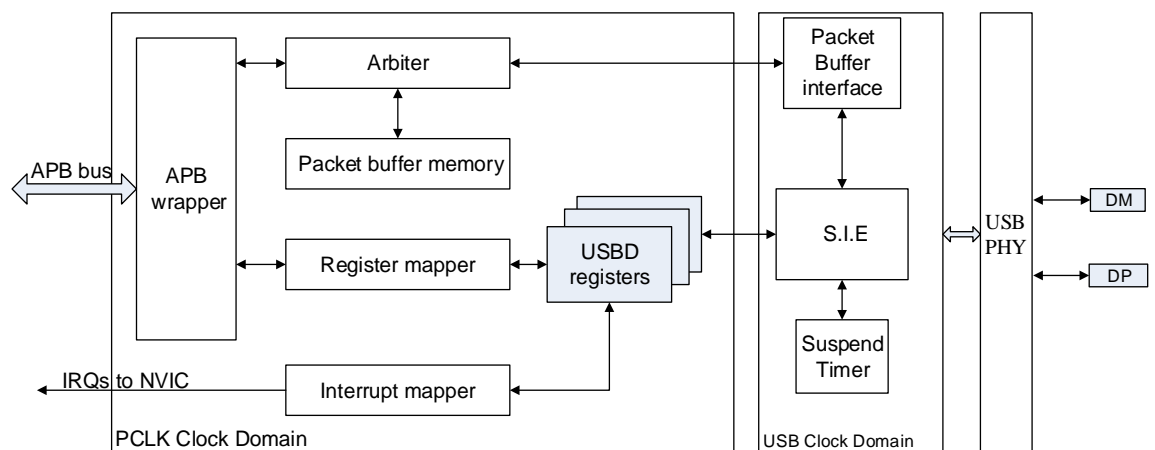 Arbiter
Packet
Buffer
interface
APB bus
APB
wrapper
Packet buffer memory
USBD
registers
S.I.E
USB
PHY
DM
DP
Register mapper
Suspend
Timer
IRQs to NVIC
Interrupt mapper
PCLK Clock Domain
USB Clock Domain